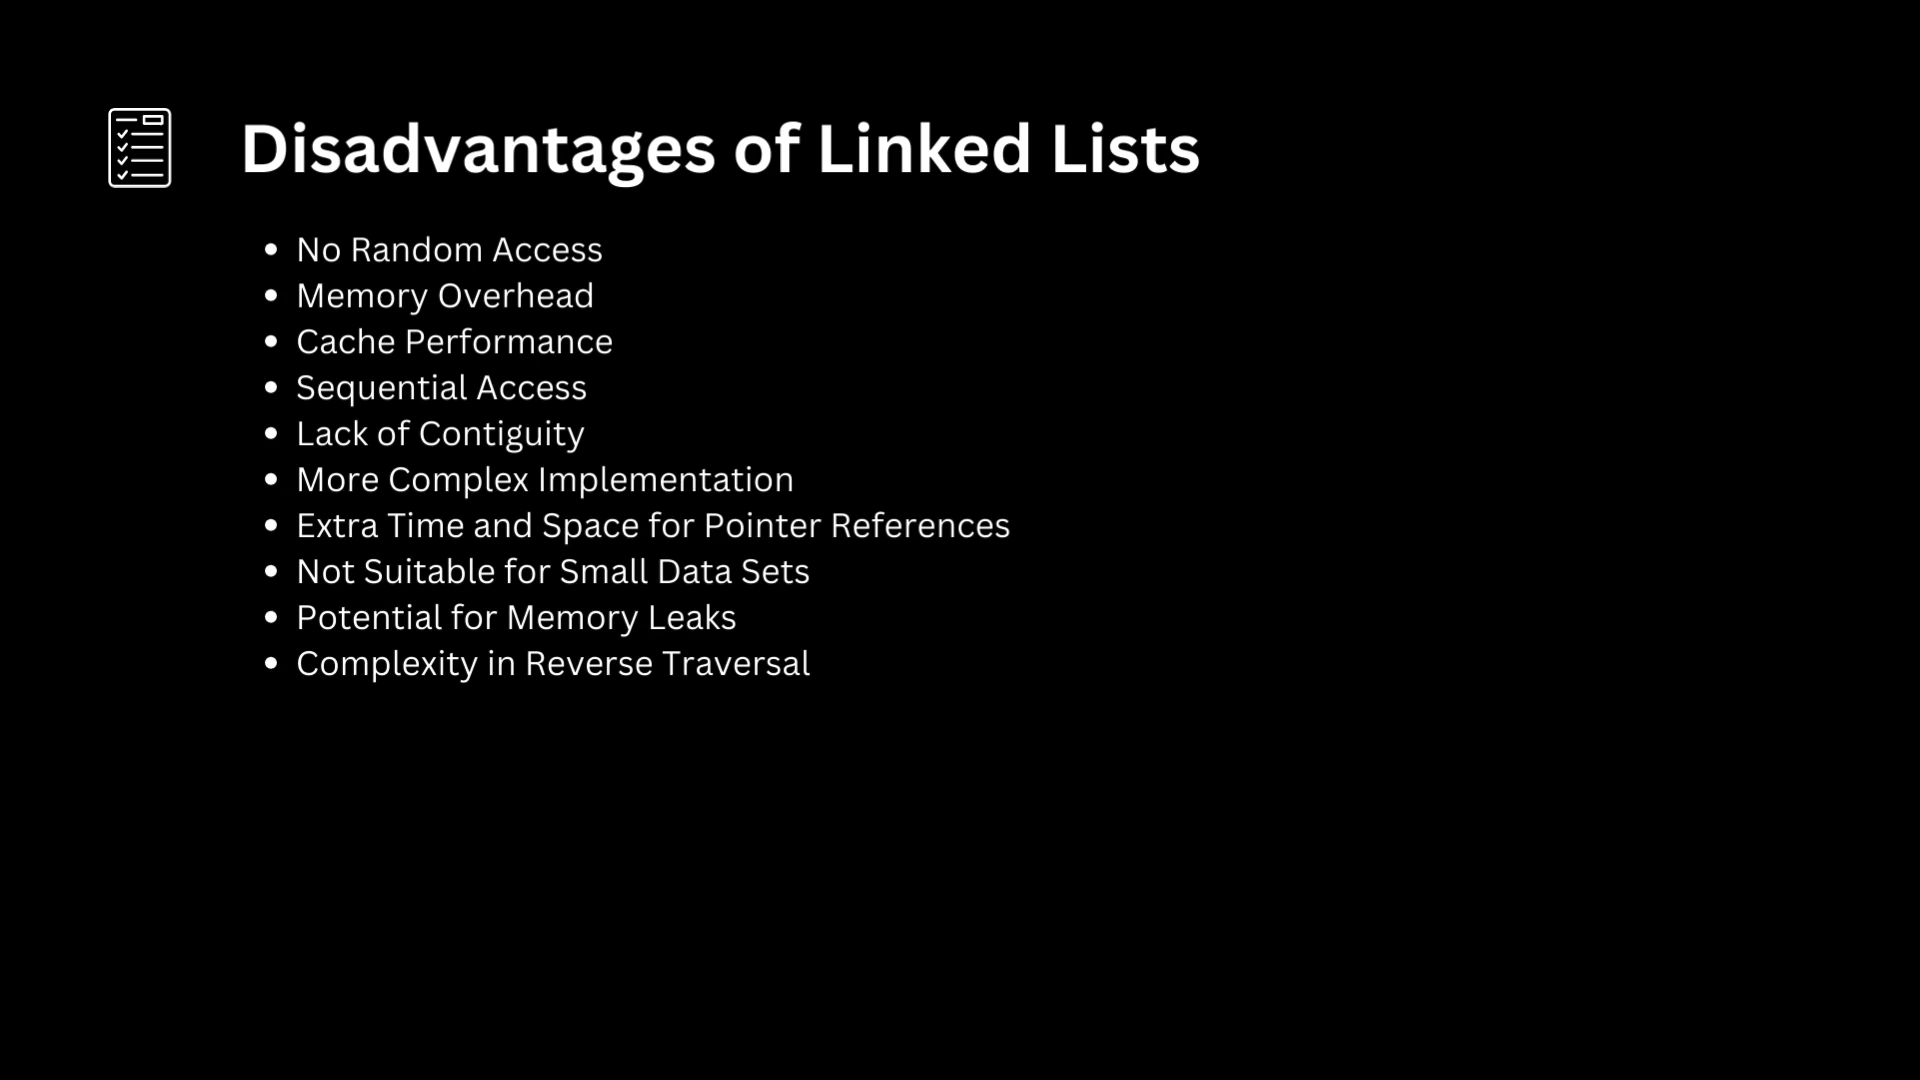 Disadvantages of Linked Lists
• No Random Access
• Memory Overhead
• Cache Performance
• Sequential Access
• Lack of Contiguity
• More Complex Implementation
• Extra Time and Space for Pointer References
• Not Suitable for Small Data Sets
• Potential for Memory Leaks
• Complexity in Reverse Traversal